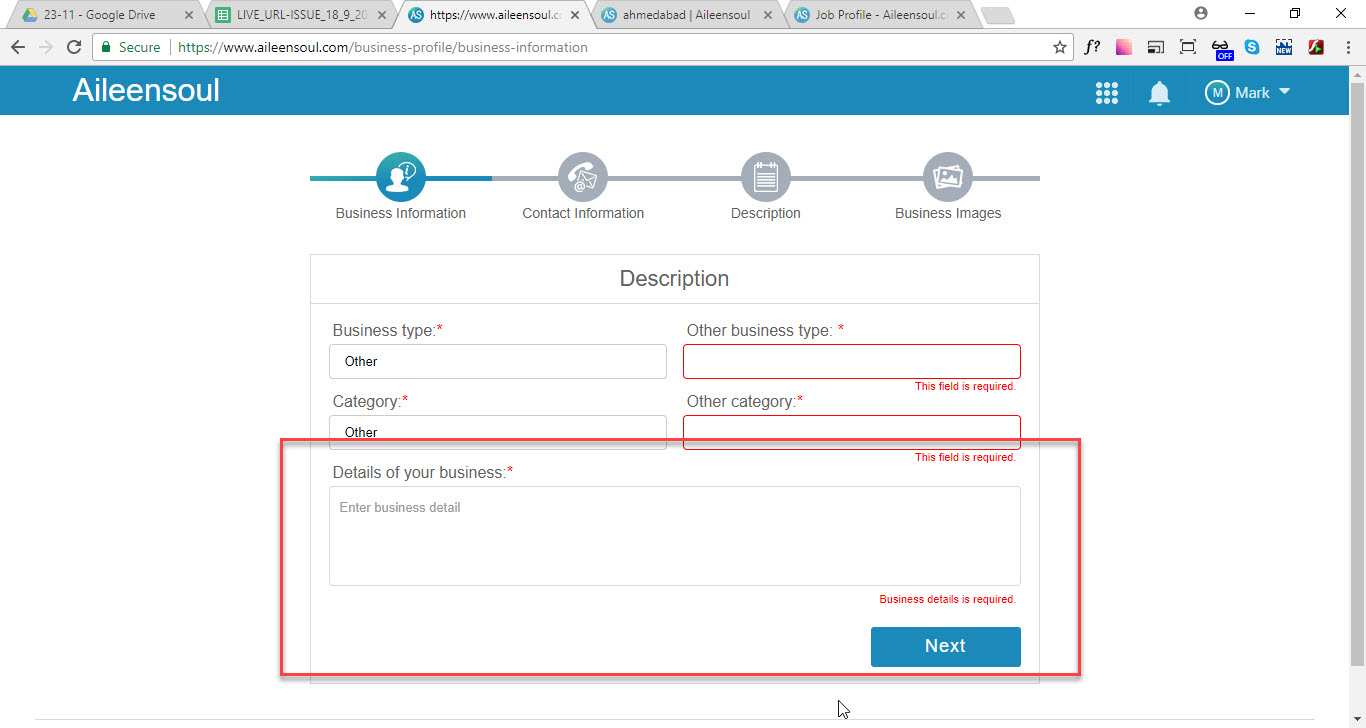 23-11 - Google Drive
LIVE_URL-ISSUE_18_9_20
https://www.aileensoul.c
ahmedabad | Aileensoul
Job Profile - Aileensoul.c
Secure
https://www.aileensoul.com/business-profile/business-information
f?
OFF
NEW
Aileensoul
M Mark
Business Information
Contact Information
Description
Business Images
Description
Business type:*
Other business type: *
Other
This field is required.
Category:*
Other category:*
Other
This field is required.
Details of your business:*
Enter business detail
Business details is required.
Next